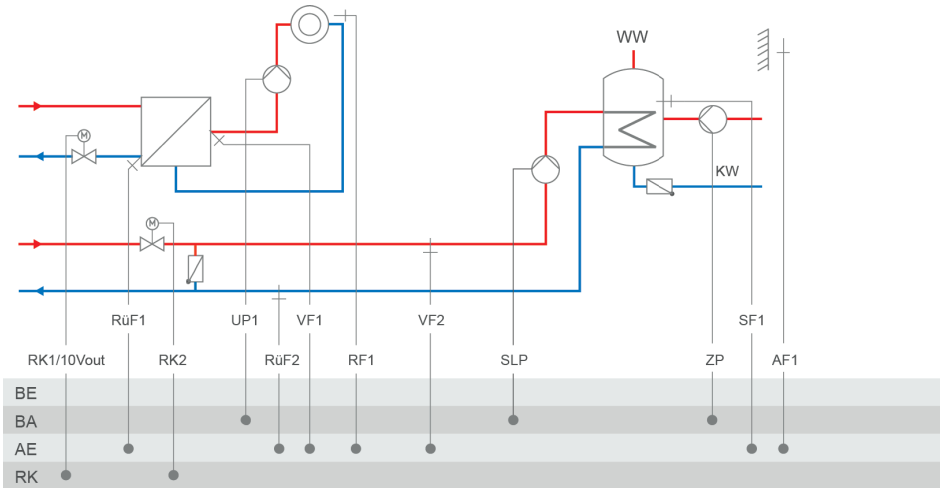 WW
M
KW
M
RüF1 UP1 VF1 VF2 SF1
RK1/10Vout RK2 RüF2 RF1 SLP ZP AF1
BE
BA
AE
RK